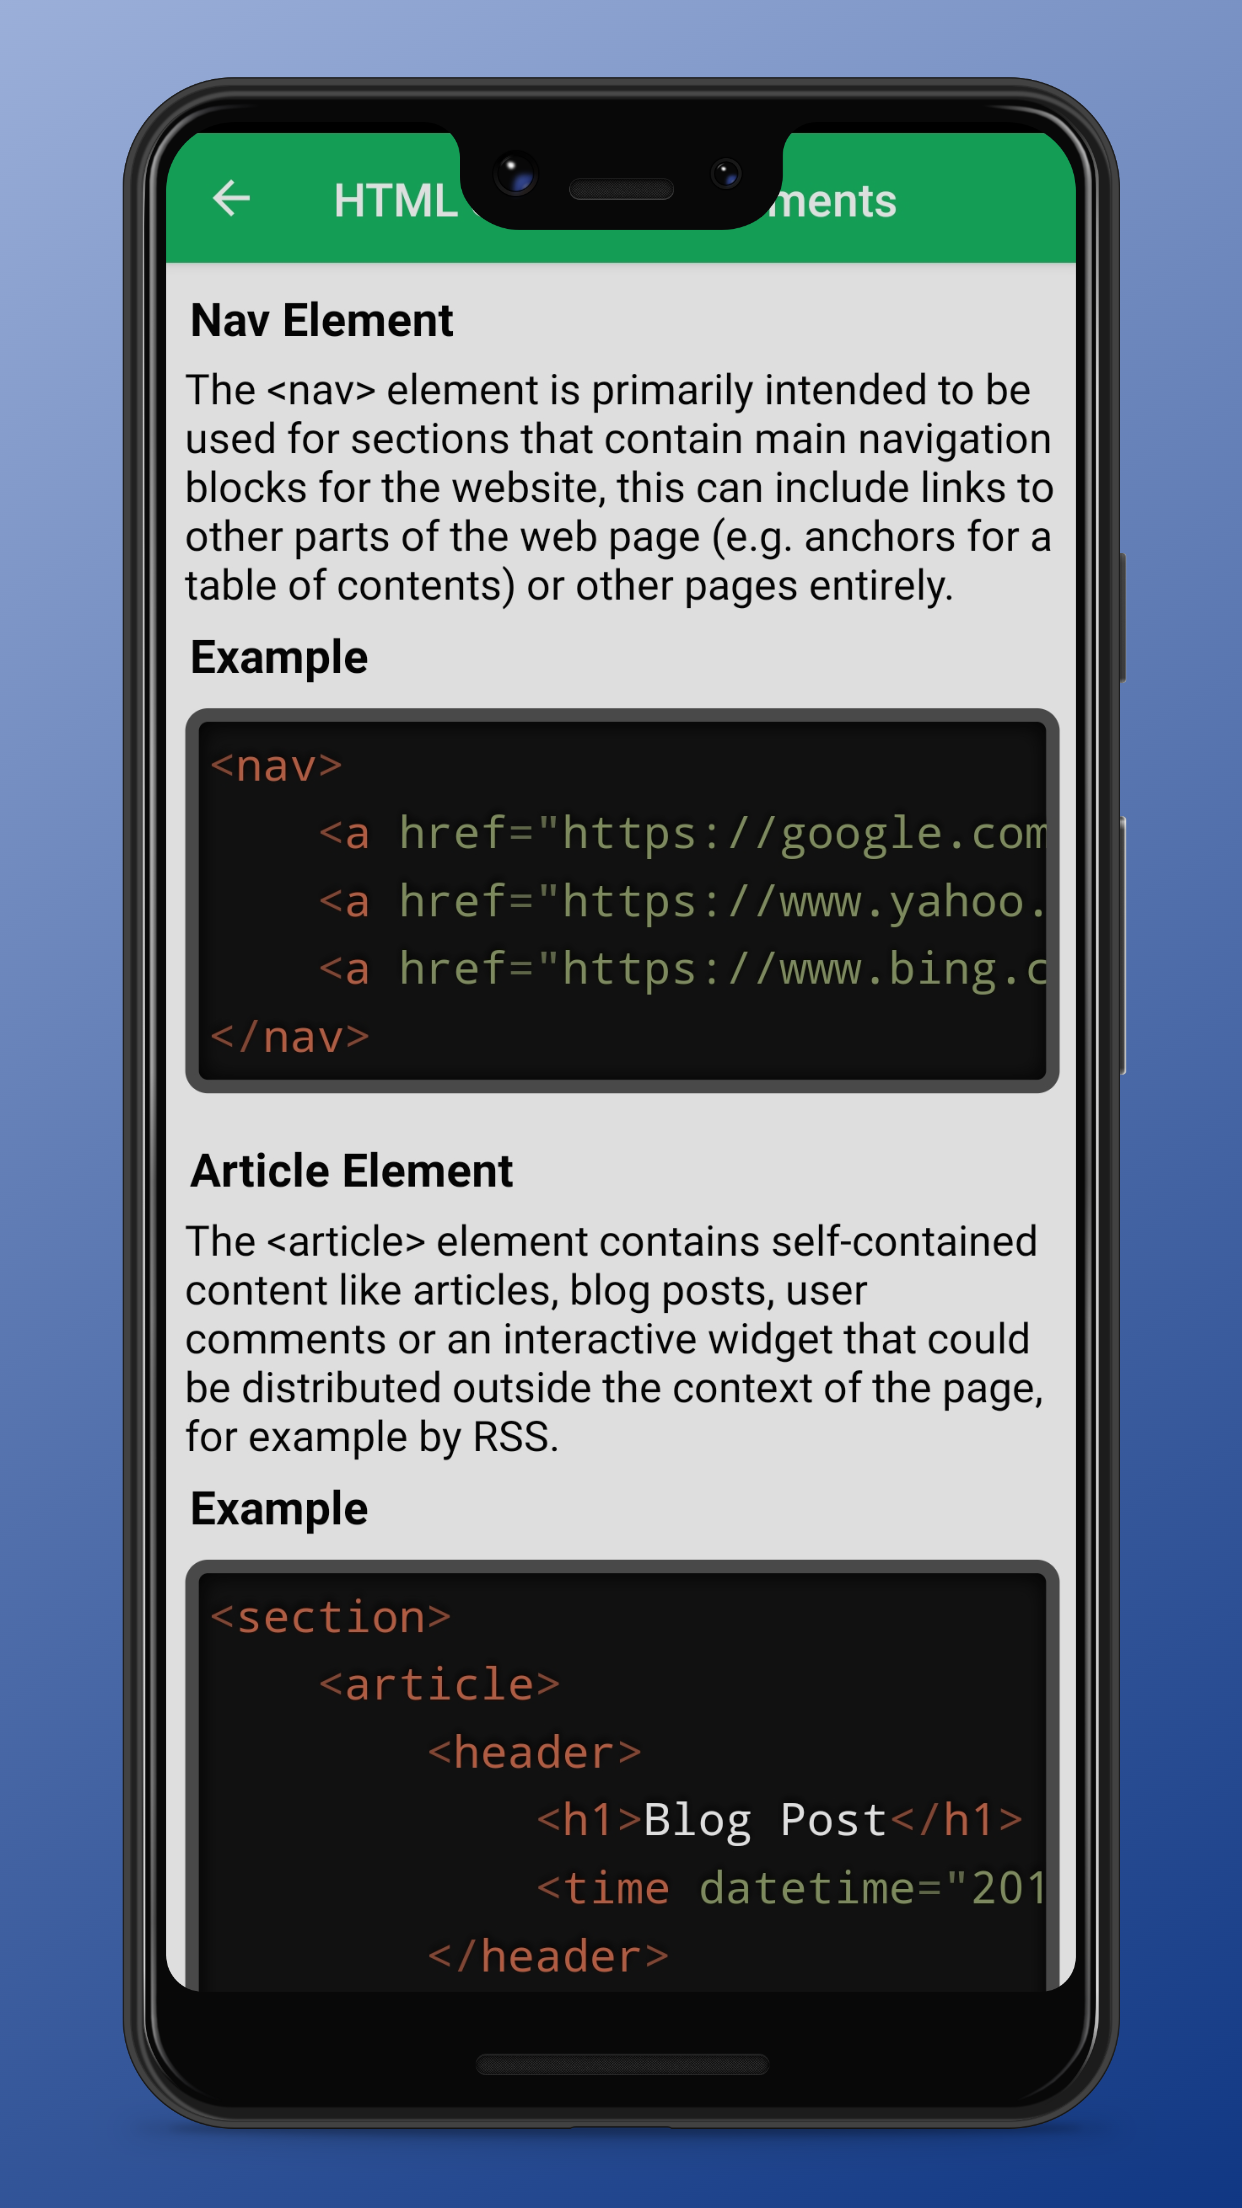 HTML ments
Nav Element
The <nav> element is primarily intended to be
used for sections that contain main navigation
blocks for the website, this can include links to
other parts of the web page (e.g. anchors for a
table of contents) or other pages entirely.
Example
<nav>
    <a href="https://google.com
    <a href="https://www.yahoo.
    <a href="https://www.bing.c
</nav>
Article Element
The <article> element contains self-contained
content like articles, blog posts, user
comments or an interactive widget that could
be distributed outside the context of the page,
for example by RSS.
Example
<section>
    <article>
        <header>
            <h1>Blog Post</h1>
            <time datetime="201
        </header>